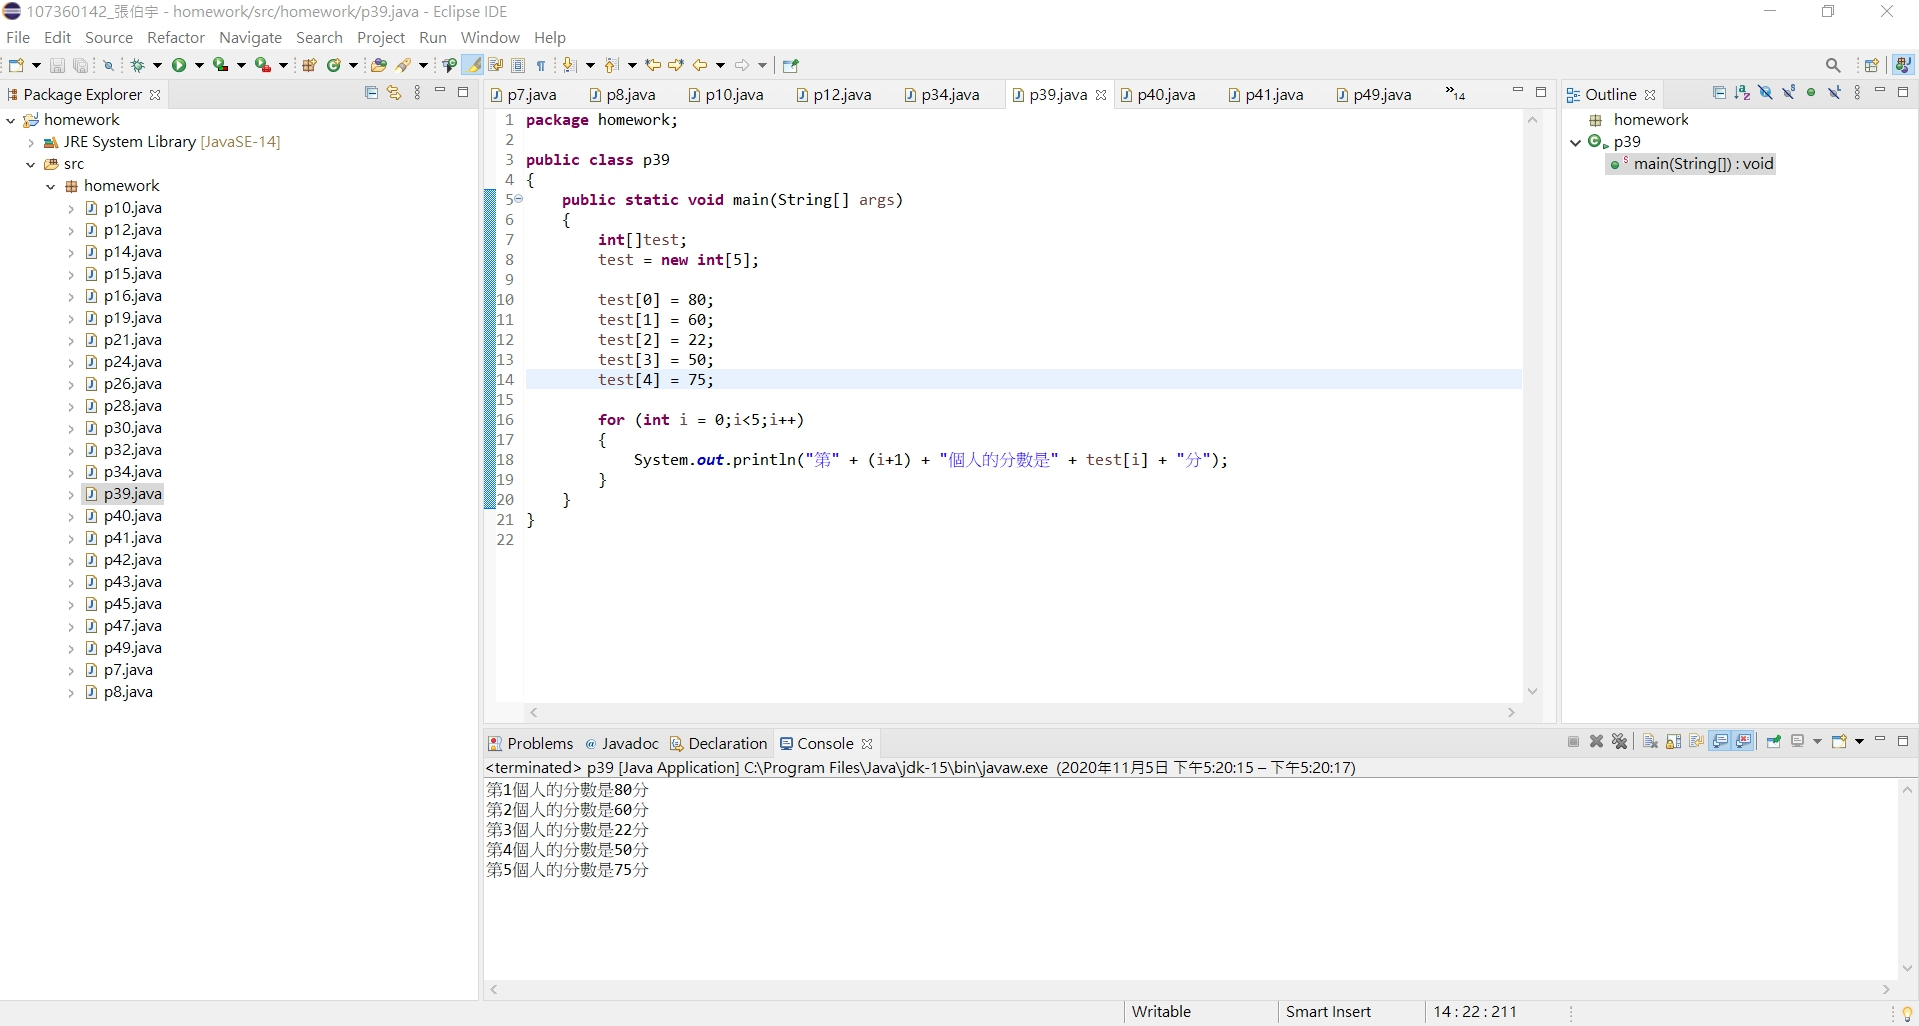 107360142_張伯宇 - homework/src/homework/p39.java - Eclipse IDE
File Edit Source Refactor Navigate Search Project Run Window Help
Package Explorer
homework
JRE System Library [JavaSE-14]
src
homework
p10.java
p12.java
p14.java
p15.java
p16.java
p19.java
p21.java
p24.java
p26.java
p28.java
p30.java
p32.java
p34.java
p39.java
p40.java
p41.java
p42.java
p43.java
p45.java
p47.java
p49.java
p7.java
p8.java
p7.java p8.java p10.java p12.java p34.java p39.java p40.java p41.java p49.java »14
1 package homework;
2
3 public class p39
4 {
5 public static void main(String[] args)
6 {
7 int[]test;
8 test = new int[5];
9
10 test[0] = 80;
11 test[1] = 60;
12 test[2] = 22;
13 test[3] = 50;
14 test[4] = 75;
15
16 for (int i = 0;i<5;i++)
17 {
18 System.out.println("第" + (i+1) + "個人的分數是" + test[i] + "分");
19 }
20 }
21 }
22
Outline
homework
p39
main(String[]) : void
Problems @ Javadoc Declaration Console
<terminated> p39 [Java Application] C:\Program Files\Java\jdk-15\bin\javaw.exe (2020年11月5日 下午5:20:15 – 下午5:20:17)
第1個人的分數是80分
第2個人的分數是60分
第3個人的分數是22分
第4個人的分數是50分
第5個人的分數是75分
Writable Smart Insert 14 : 22 : 211